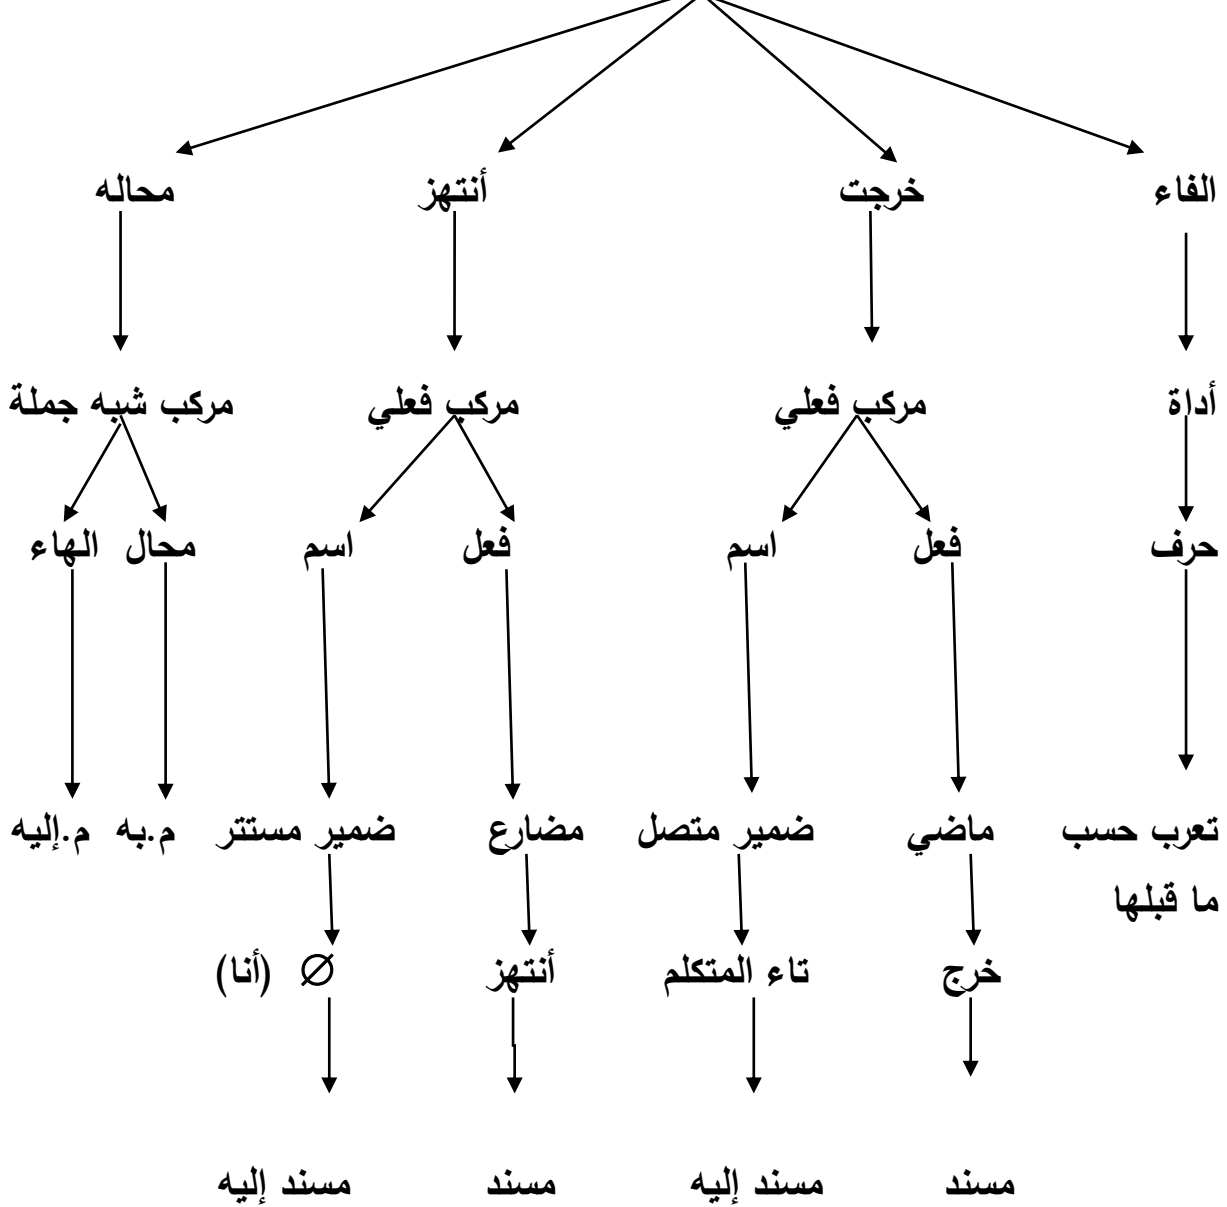 الفاء خرجت أنتهز محاله
أداة مركب فعلي مركب فعلي مركب شبه جملة
حرف فعل اسم فعل اسم محال الهاء
تعرب حسب ماضي ضمير متصل مضارع ضمير مستتر م.به م.إليه
ما قبلها
خرج تاء المتكلم أنتهز ∅ (أنا)
مسند مسند إليه مسند مسند إليه